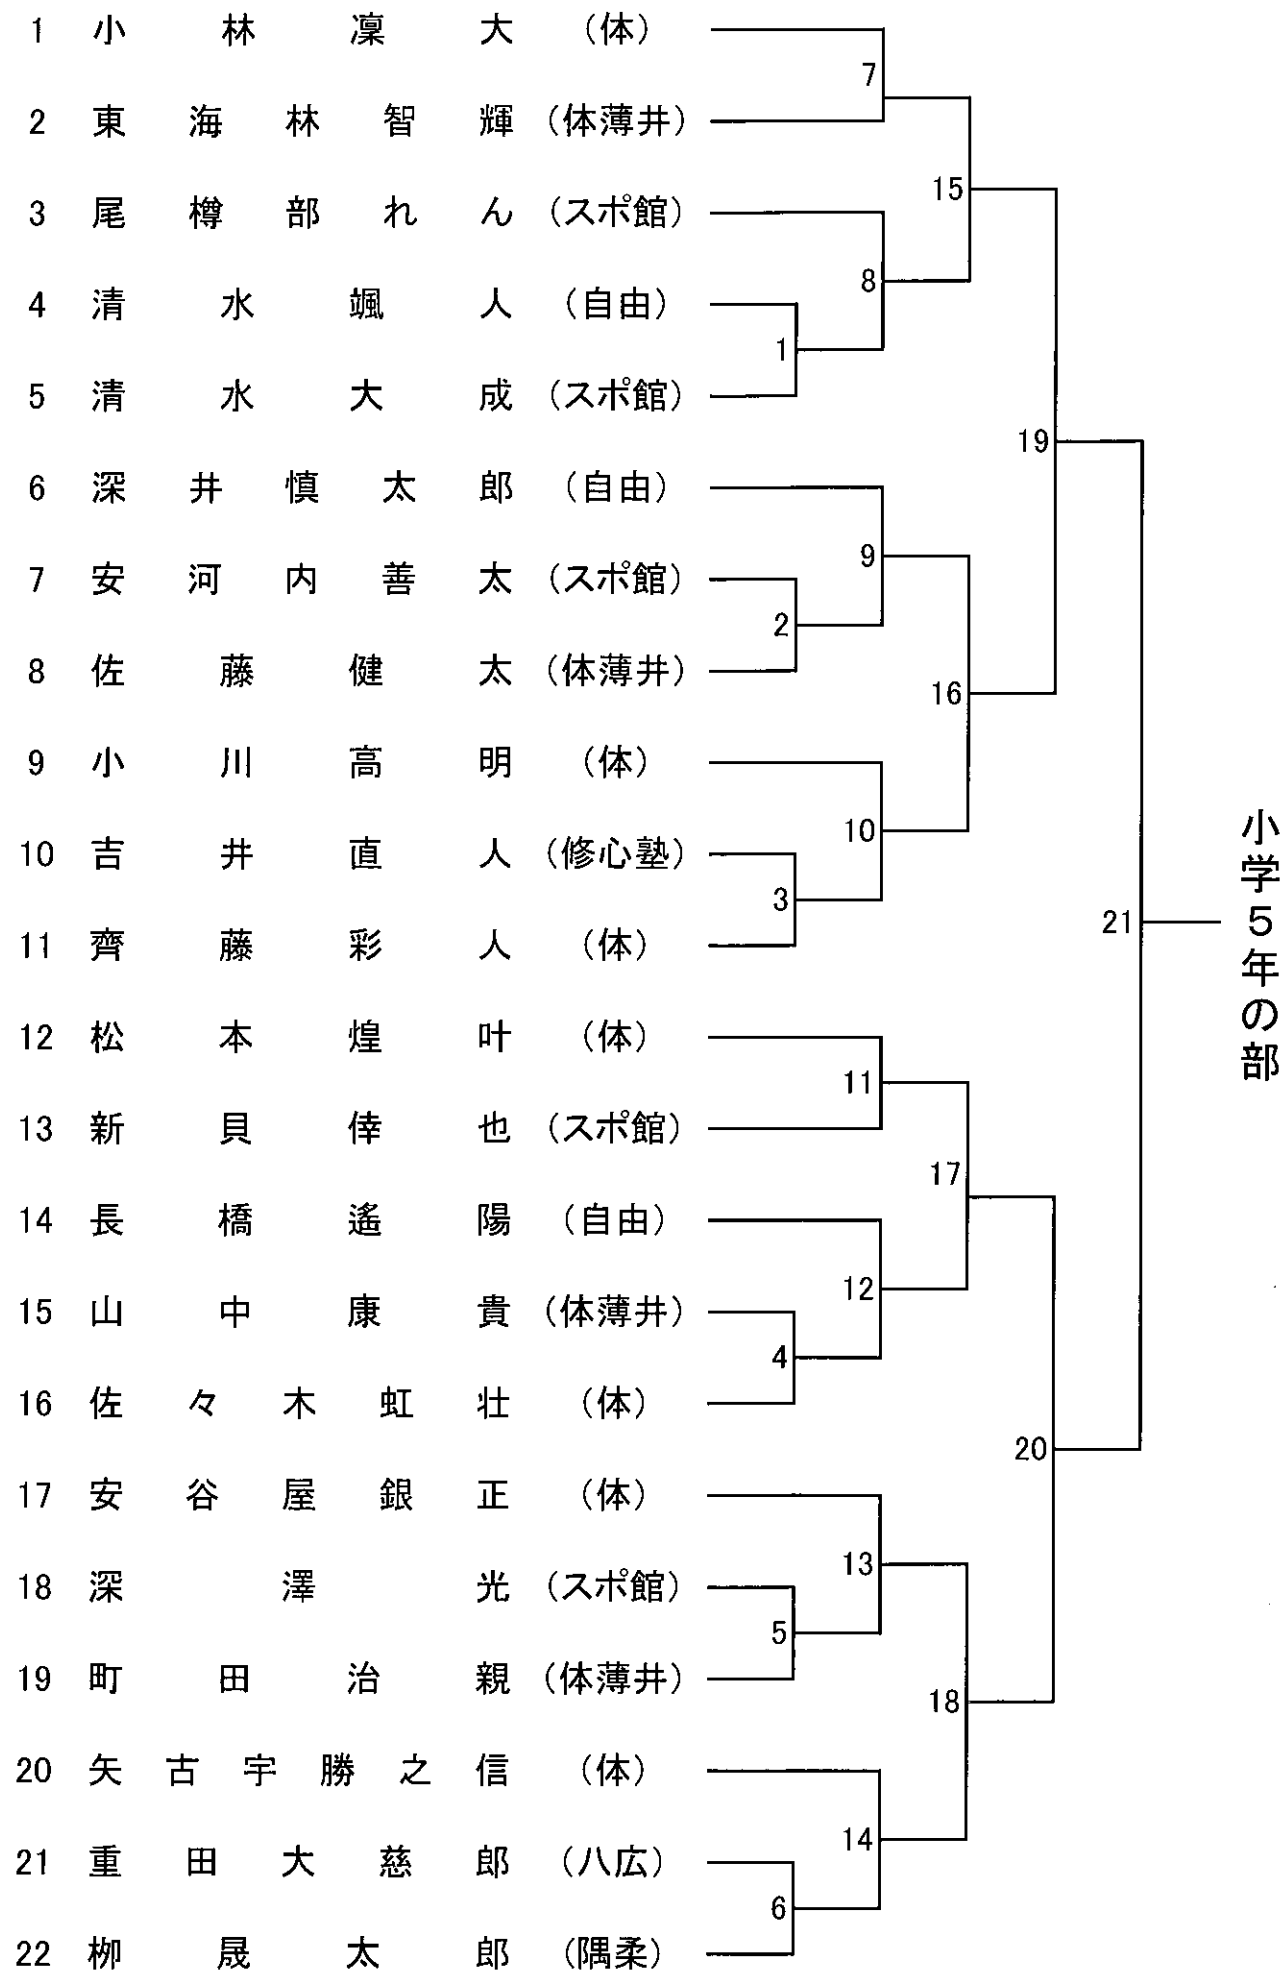 1 小林凜大 (体)
2 東海林智輝 (体薄井)
3 尾樽部れん (スポ館)
4 清水颯人 (自由)
5 清水大成 (スポ館)
6 深井慎太郎 (自由)
7 安河内善太 (スポ館)
8 佐藤健太 (体薄井)
9 小川高明 (体)
10 吉井直人 (修心塾)
11 齊藤彩人 (体)
12 松本煌叶 (体)
13 新貝倖也 (スポ館)
14 長橋遙陽 (自由)
15 山中康貴 (体薄井)
16 佐々木虹壮 (体)
17 安谷屋銀正 (体)
18 深澤光 (スポ館)
19 町田治親 (体薄井)
20 矢古宇勝之信 (体)
21 重田大慈郎 (八広)
22 栁晟太郎 (隅柔)
1
2
3
4
5
6
7
8
9
10
11
12
13
14
15
16
17
18
19
20
21
小学5年の部